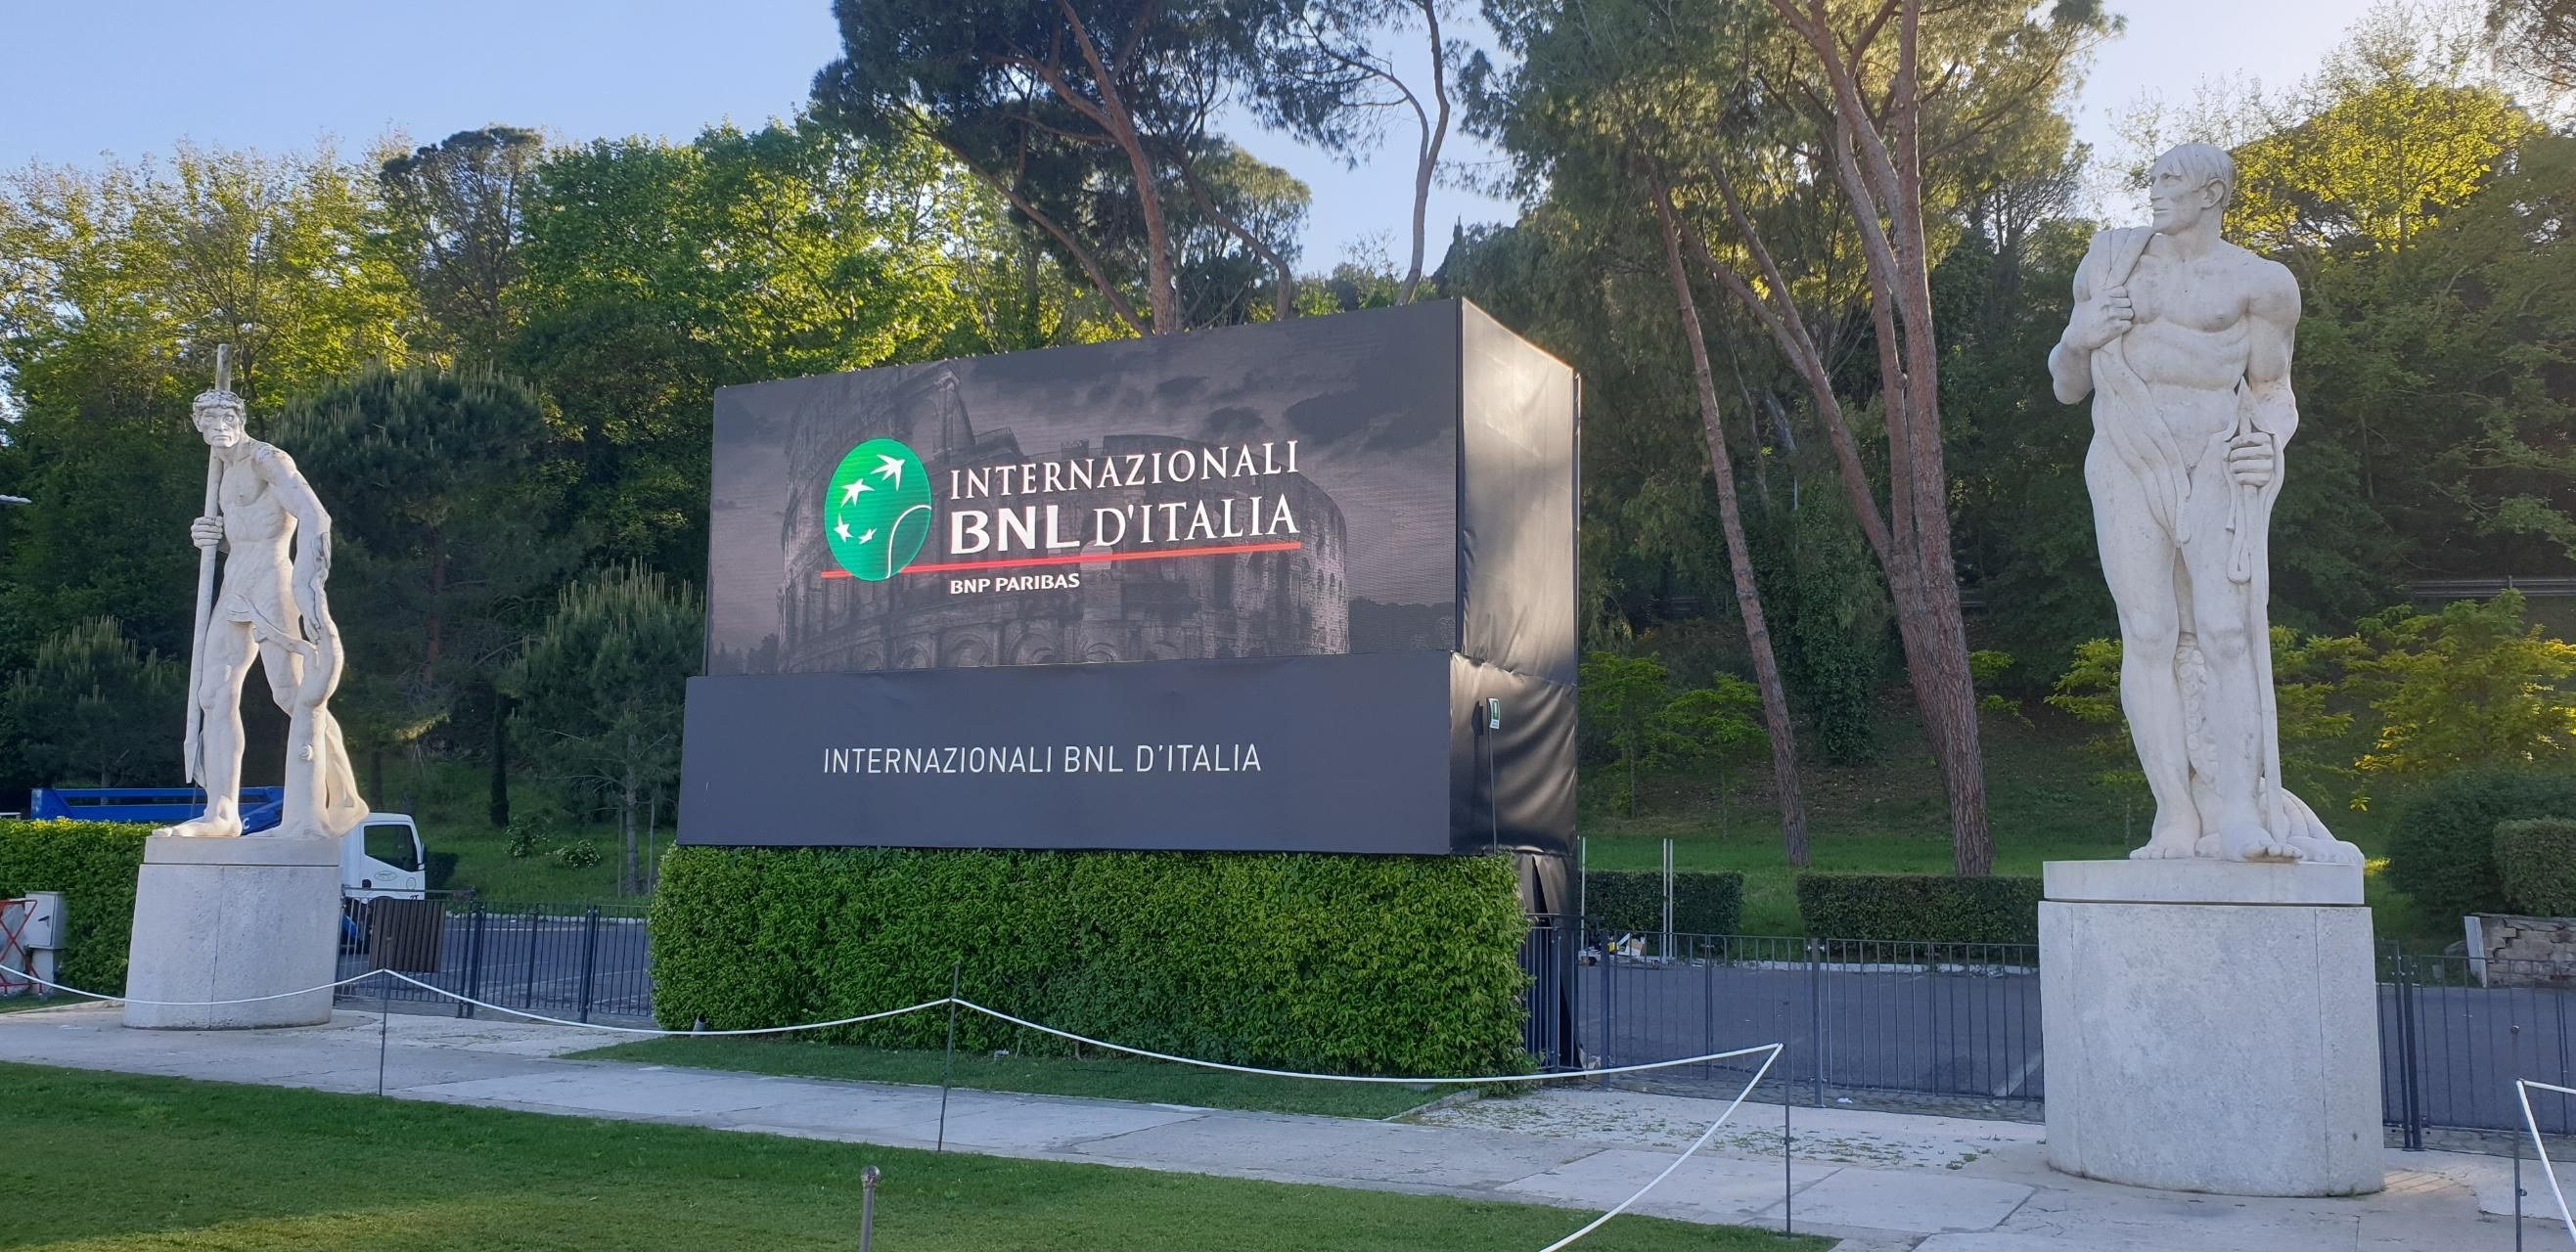 INTERNAZIONALI
BNL D'ITALIA
BNP PARIBAS
INTERNAZIONALI BNL D'ITALIA